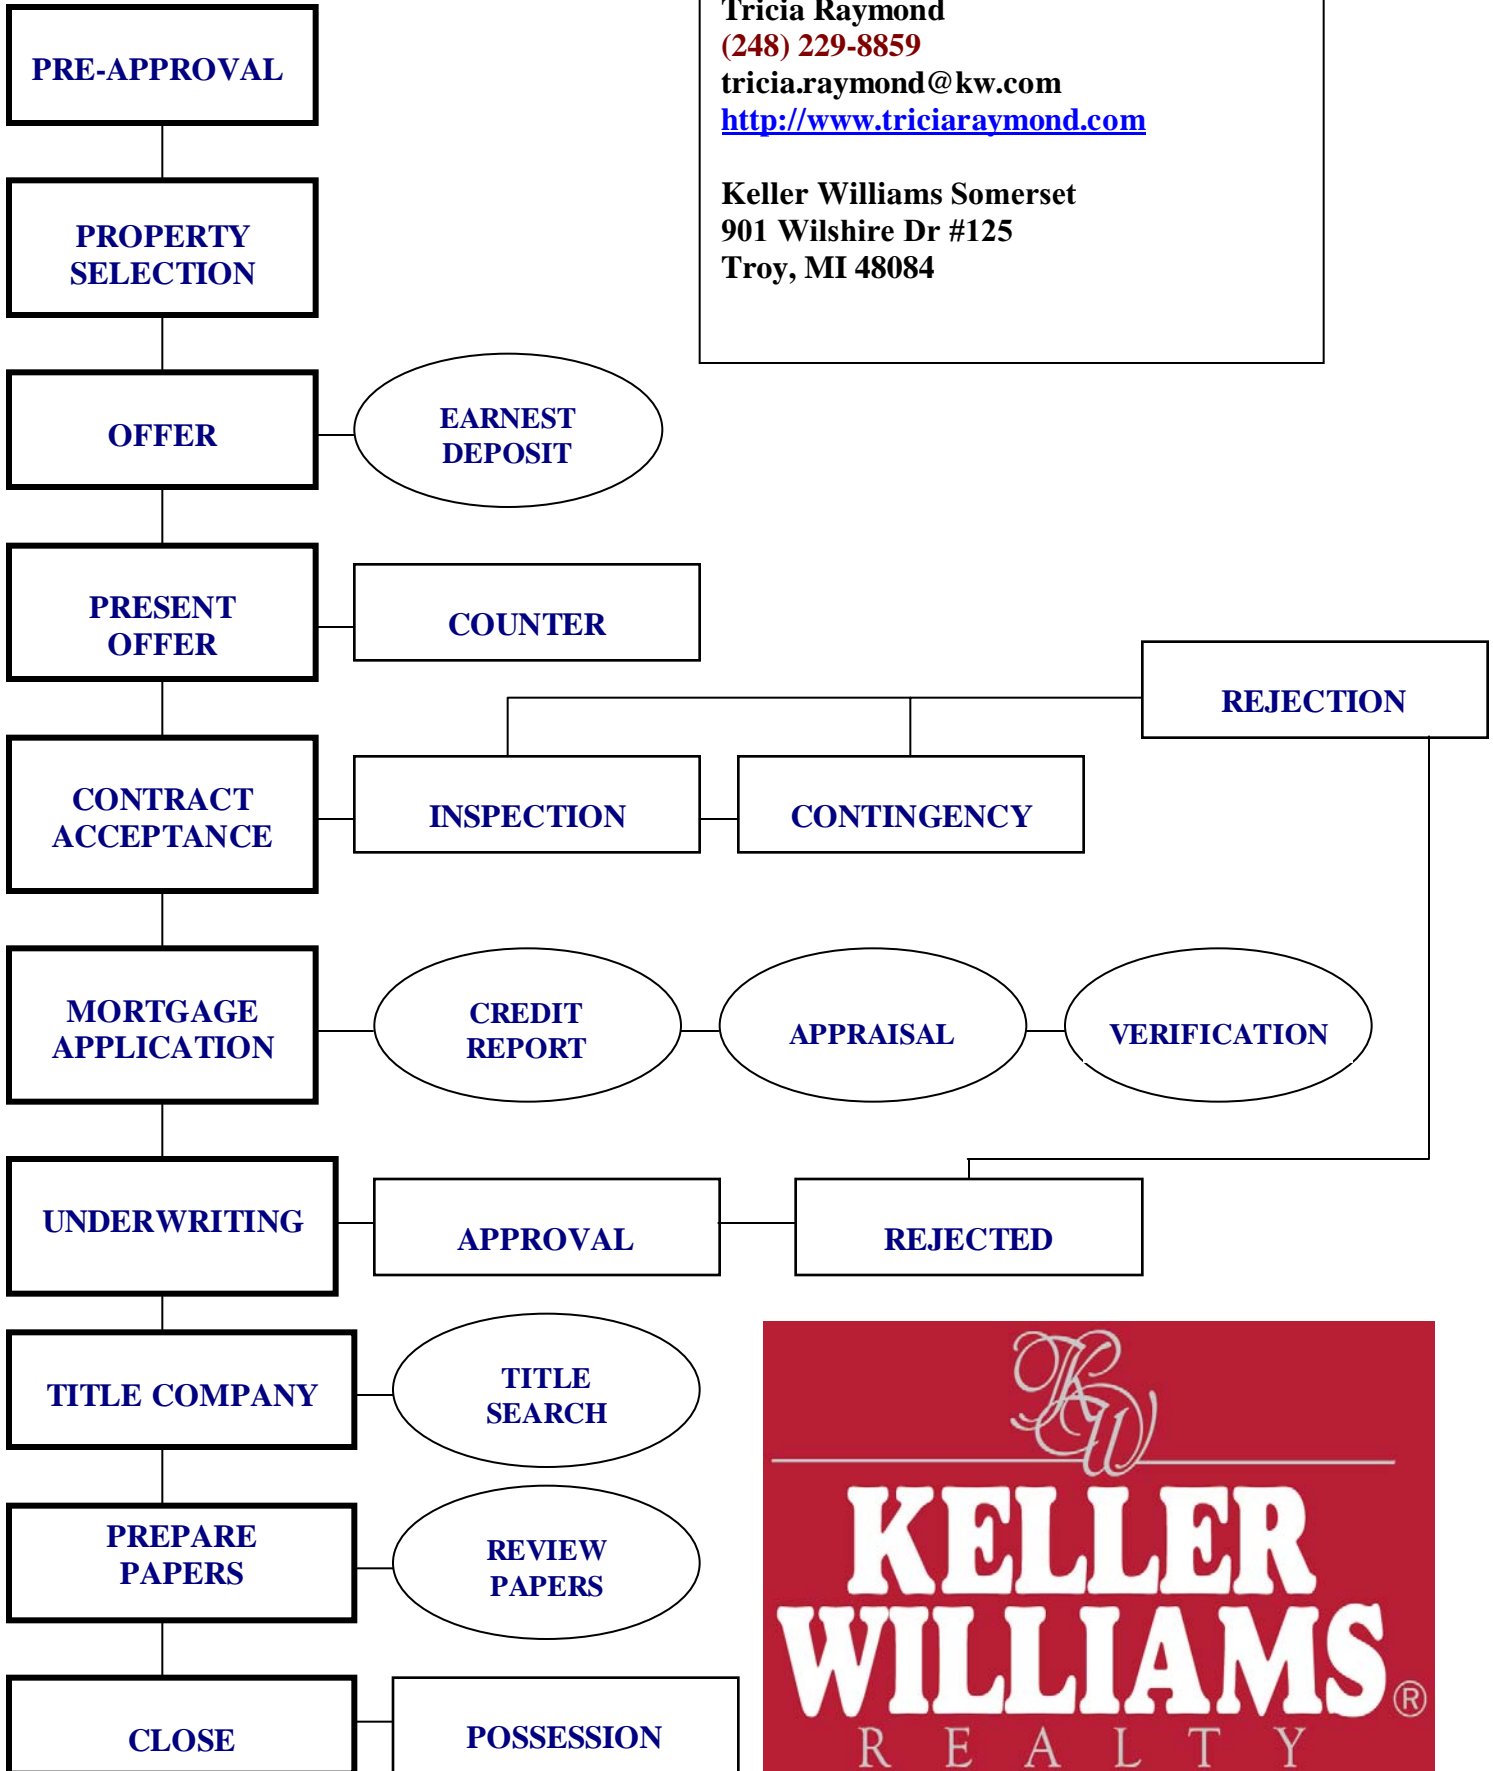 Tricia Raymond
(248) 229-8859
tricia.raymond@kw.com
http://www.triciaraymond.com
Keller Williams Somerset
901 Wilshire Dr #125
Troy, MI 48084
PRE-APPROVAL
PROPERTY
SELECTION
OFFER
EARNEST
DEPOSIT
PRESENT
OFFER
COUNTER
REJECTION
CONTRACT
ACCEPTANCE
INSPECTION
CONTINGENCY
MORTGAGE
APPLICATION
CREDIT
REPORT
APPRAISAL
VERIFICATION
UNDERWRITING
APPROVAL
REJECTED
TITLE COMPANY
TITLE
SEARCH
PREPARE
PAPERS
REVIEW
PAPERS
CLOSE
POSSESSION
KW
KELLER
WILLIAMS®
REALTY